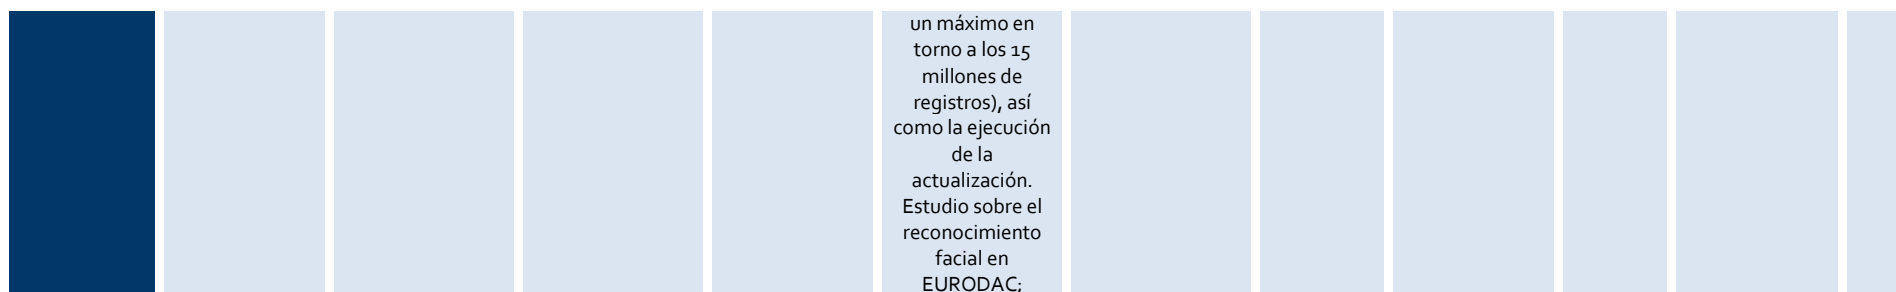 un máximo en
torno a los 15
millones de
registros), así
como la ejecución
de la
actualización.
Estudio sobre el
reconocimiento
facial en
EURODAC;